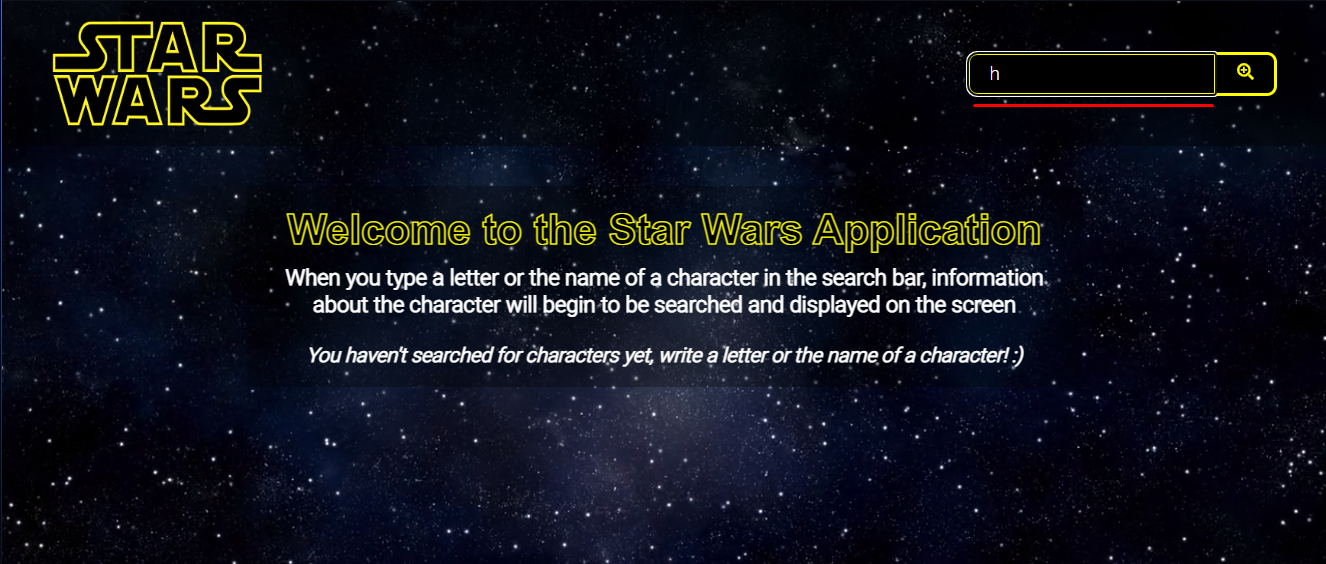 STAR
WARS
h
Welcome to the Star Wars Application
When you type a letter or the name of a character in the search bar, information
about the character will begin to be searched and displayed on the screen
You haven't searched for characters yet, write a letter or the name of a character! :)